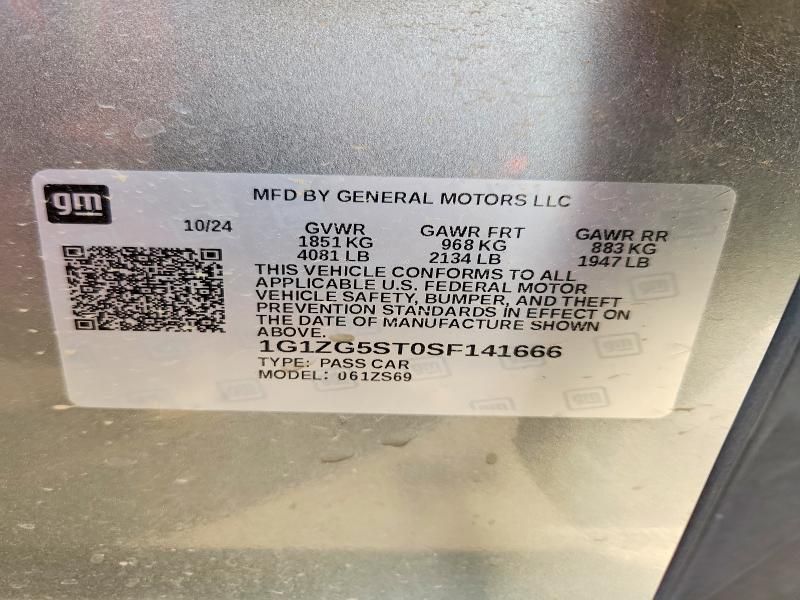 gm
MFD BY GENERAL MOTORS LLC
10/24 GVWR GAWR FRT GAWR RR
1851 KG 968 KG 883 KG
4081 LB 2134 LB 1947 LB
THIS VEHICLE CONFORMS TO ALL
APPLICABLE U.S. FEDERAL MOTOR
VEHICLE SAFETY, BUMPER, AND THEFT
PREVENTION STANDARDS IN EFFECT ON
THE DATE OF MANUFACTURE SHOWN
ABOVE.
1G1ZG5ST0SF141666
TYPE: PASS CAR
MODEL: 061ZS69